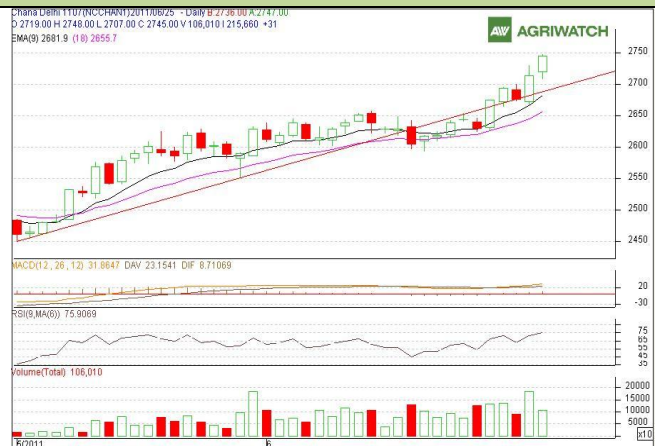 Chana Delhi 1107(NCCHAN1)2011/06/25 - Daily B:2736.00 A:2747.00
O 2719.00 H 2748.00 L 2707.00 C 2745.00 V 106,010 I 215,660 +31
EMA(9) 2681.9 (18) 2655.7
AW AGRIWATCH
2750
2700
2650
2600
2550
2500
2450
MACD(12 , 26 , 12) 31.8647 DAV 23.1541 DIF 8.71069
20
-30
RSI(9,MA(6)) 75.9069
75
65
55
45
35
Volume(Total) 106,010
20000
15000
10000
5000
x10
5/2011
6